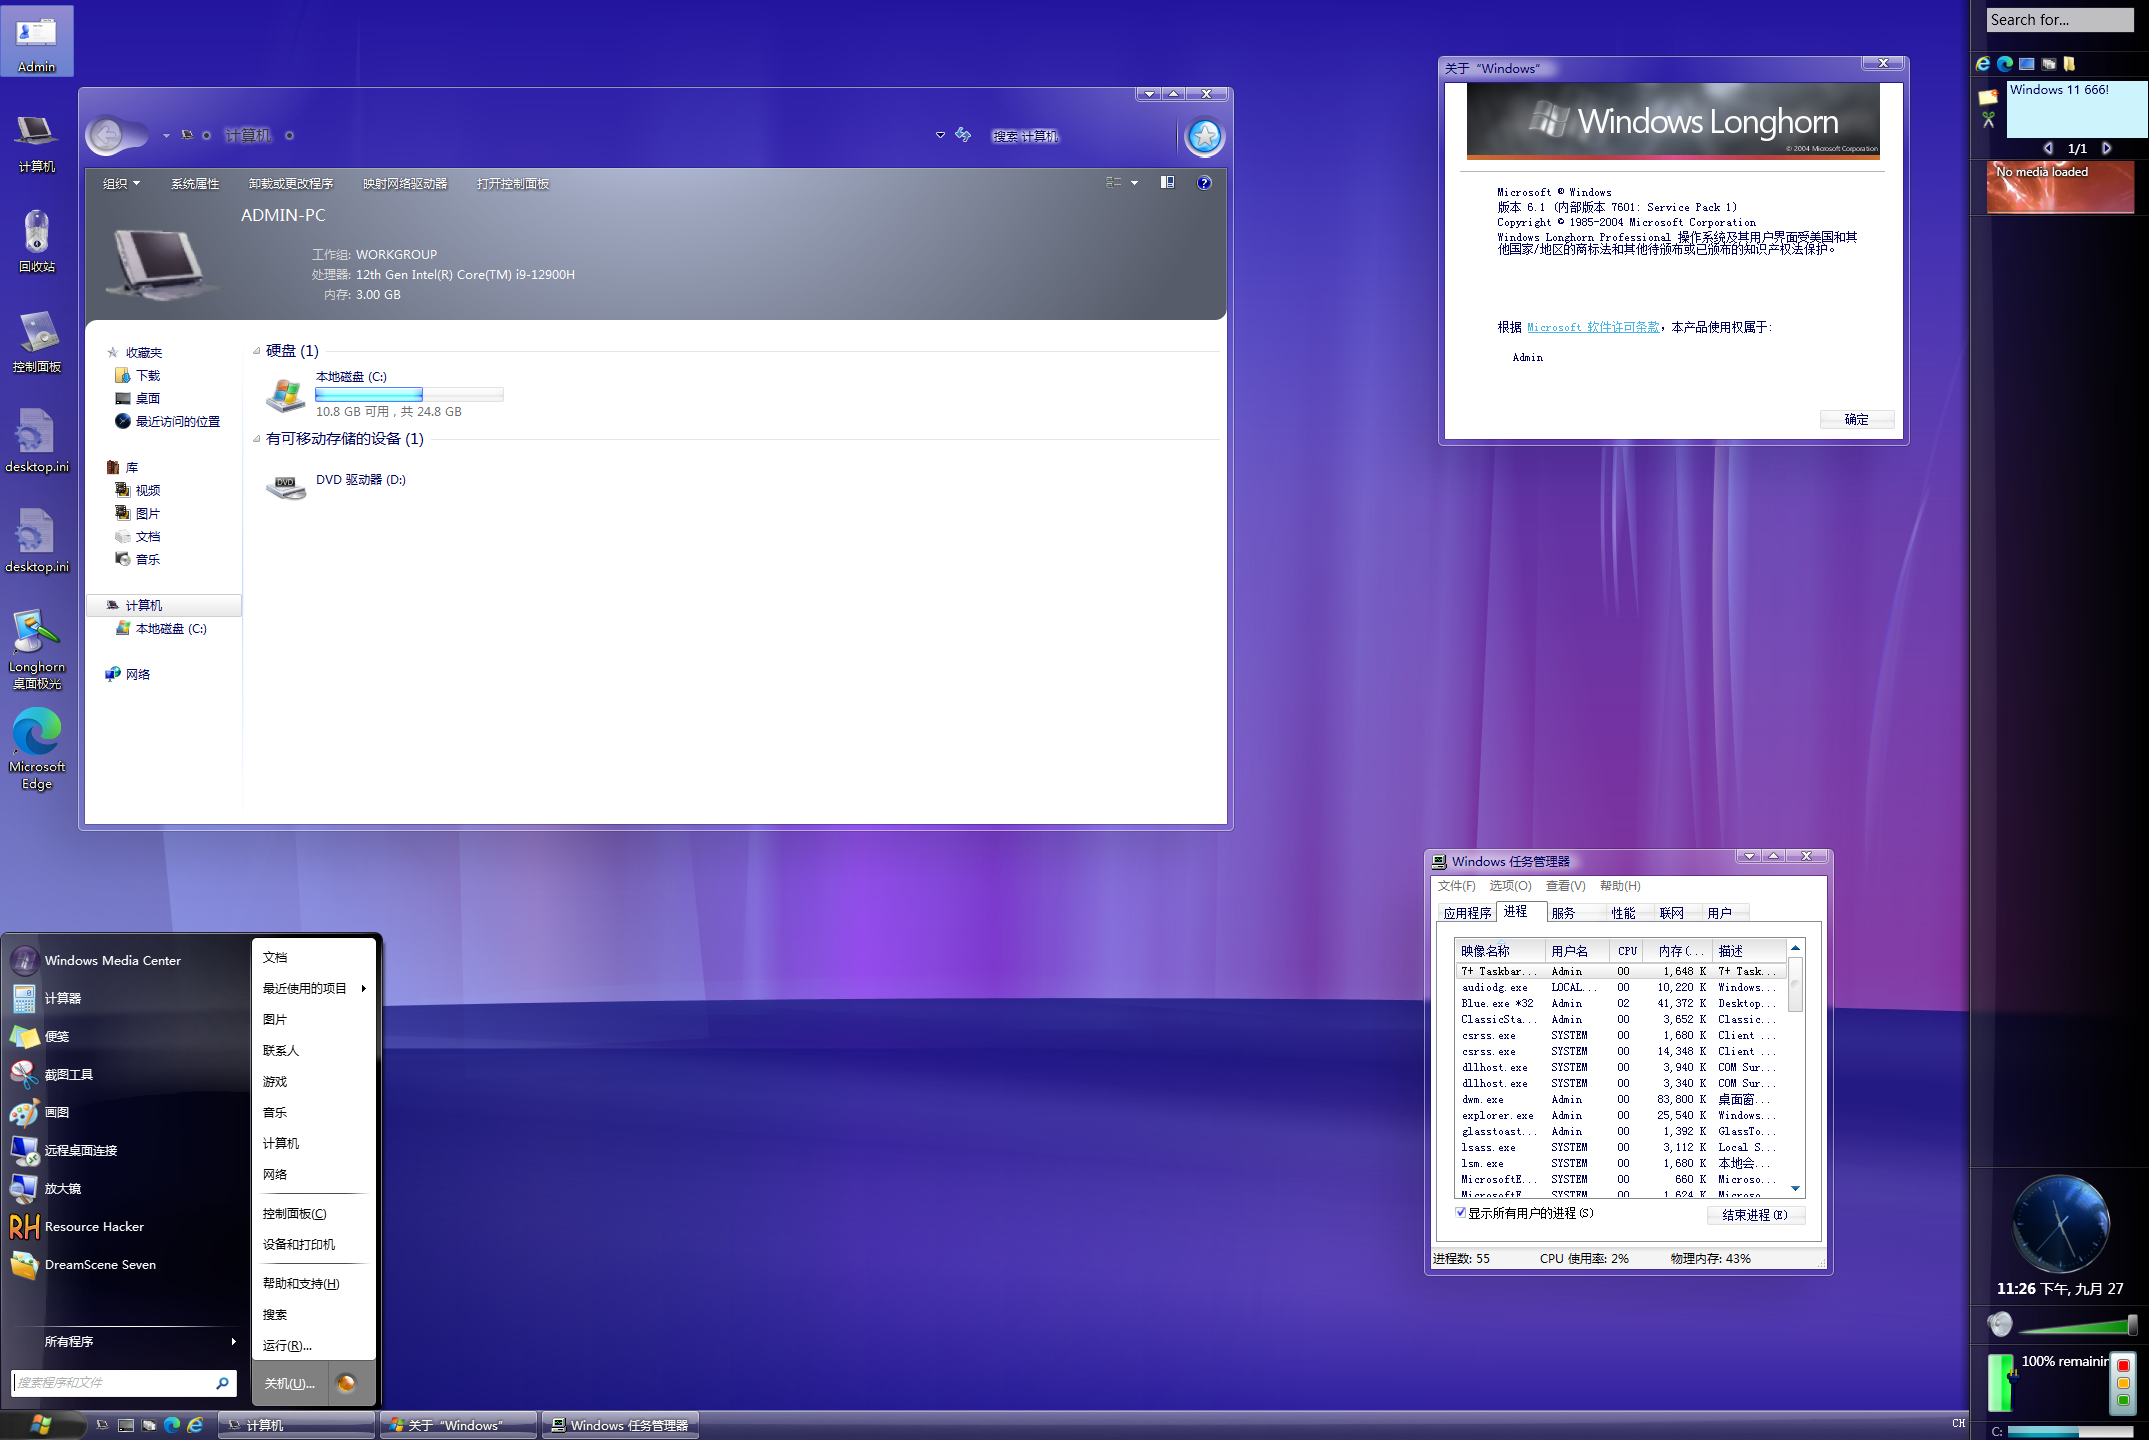 Admin
计算机
回收站
控制面板
desktop.ini
desktop.ini
Longhorn
桌面极光
Microsoft
Edge
计算机
搜索 计算机
组织
系统属性
卸载或更改程序
映射网络驱动器
打开控制面板
ADMIN-PC
工作组: WORKGROUP
处理器: 12th Gen Intel(R) Core(TM) i9-12900H
内存: 3.00 GB
收藏夹
下载
桌面
最近访问的位置
库
视频
图片
文档
音乐
计算机
本地磁盘 (C:)
网络
硬盘 (1)
本地磁盘 (C:)
10.8 GB 可用，共 24.8 GB
有可移动存储的设备 (1)
DVD
DVD 驱动器 (D:)
关于 “Windows”
Windows Longhorn
© 2004 Microsoft Corporation
Microsoft © Windows
版本 6.1 (内部版本 7601: Service Pack 1)
Copyright © 1985-2004 Microsoft Corporation
Windows Longhorn Professional 操作系统及其用户界面受美国和其
他国家/地区的商标法和其他待颁布或已颁布的知识产权法保护。
根据 Microsoft 软件许可条款，本产品使用权属于:
Admin
确定
Search for...
Windows 11 666!
1/1
No media loaded
Windows 任务管理器
文件(F) 选项(O) 查看(V) 帮助(H)
应用程序 进程 服务 性能 联网 用户
映像名称 用户名 CPU 内存(... 描述
7+ Taskbar... Admin 00 1,648 K 7+ Task...
audiodg.exe LOCAL... 00 10,220 K Windows...
Blue.exe *32 Admin 02 41,372 K Desktop...
ClassicSta... Admin 00 3,652 K Classic...
csrss.exe SYSTEM 00 1,680 K Client ...
csrss.exe SYSTEM 00 14,348 K Client ...
dllhost.exe SYSTEM 00 3,940 K COM Sur...
dllhost.exe SYSTEM 00 3,340 K COM Sur...
dwm.exe Admin 00 83,800 K 桌面窗...
explorer.exe Admin 00 25,540 K Windows...
glasstoast... Admin 00 1,392 K GlassTo...
lsass.exe SYSTEM 00 3,112 K Local S...
lsm.exe SYSTEM 00 1,680 K 本地会...
MicrosoftE... SYSTEM 00 660 K Microso...
MicrosoftE SYSTEM 00 1,624 K Microso
显示所有用户的进程(S)
结束进程(E)
进程数: 55
CPU 使用率: 2%
物理内存: 43%
Windows Media Center
计算器
便笺
截图工具
画图
远程桌面连接
放大镜
RH
Resource Hacker
DreamScene Seven
所有程序
搜索程序和文件
文档
最近使用的项目
图片
联系人
游戏
音乐
计算机
网络
控制面板(C)
设备和打印机
帮助和支持(H)
搜索
运行(R)...
关机(U)...
11:26 下午, 九月 27
100% remainin
C:
计算机
关于 “Windows”
Windows 任务管理器
CH